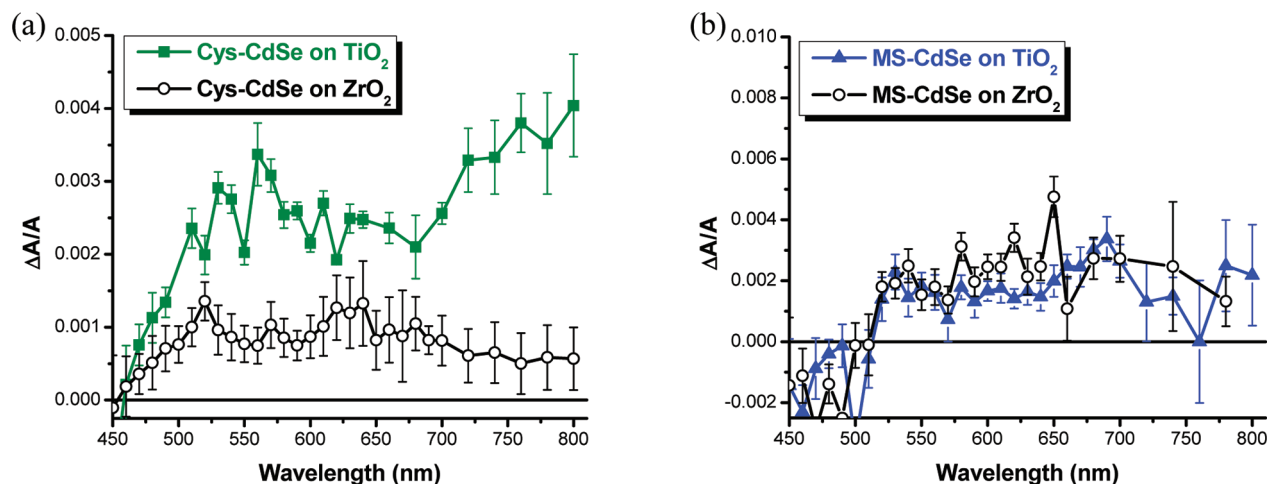 (a)
0.005
0.004
0.003
0.002
0.001
0.000
ΔA/A
Cys-CdSe on TiO₂
Cys-CdSe on ZrO₂
450 500 550 600 650 700 750 800
Wavelength (nm)
(b)
0.010
0.008
0.006
0.004
0.002
0.000
-0.002
ΔA/A
MS-CdSe on TiO₂
MS-CdSe on ZrO₂
450 500 550 600 650 700 750 800
Wavelength (nm)